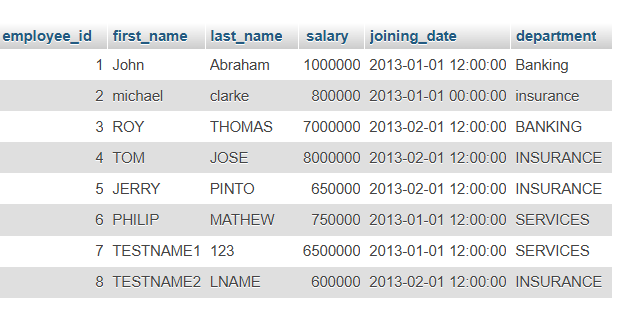 employee_id first_name last_name salary joining_date department
1 John Abraham 1000000 2013-01-01 12:00:00 Banking
2 michael clarke 800000 2013-01-01 00:00:00 insurance
3 ROY THOMAS 7000000 2013-02-01 12:00:00 BANKING
4 TOM JOSE 8000000 2013-02-01 12:00:00 INSURANCE
5 JERRY PINTO 650000 2013-02-01 12:00:00 INSURANCE
6 PHILIP MATHEW 750000 2013-01-01 12:00:00 SERVICES
7 TESTNAME1 123 6500000 2013-01-01 12:00:00 SERVICES
8 TESTNAME2 LNAME 600000 2013-02-01 12:00:00 INSURANCE